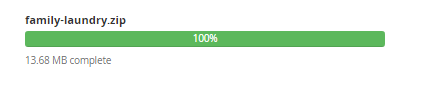 family-laundry.zip
100%
13.68 MB complete